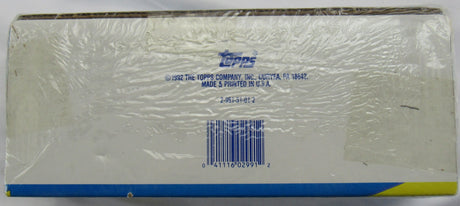 Topps
©1992 THE TOPPS COMPANY, INC., DURYEA, PA 18642.
MADE & PRINTED IN U.S.A.
0 41116 02991 2